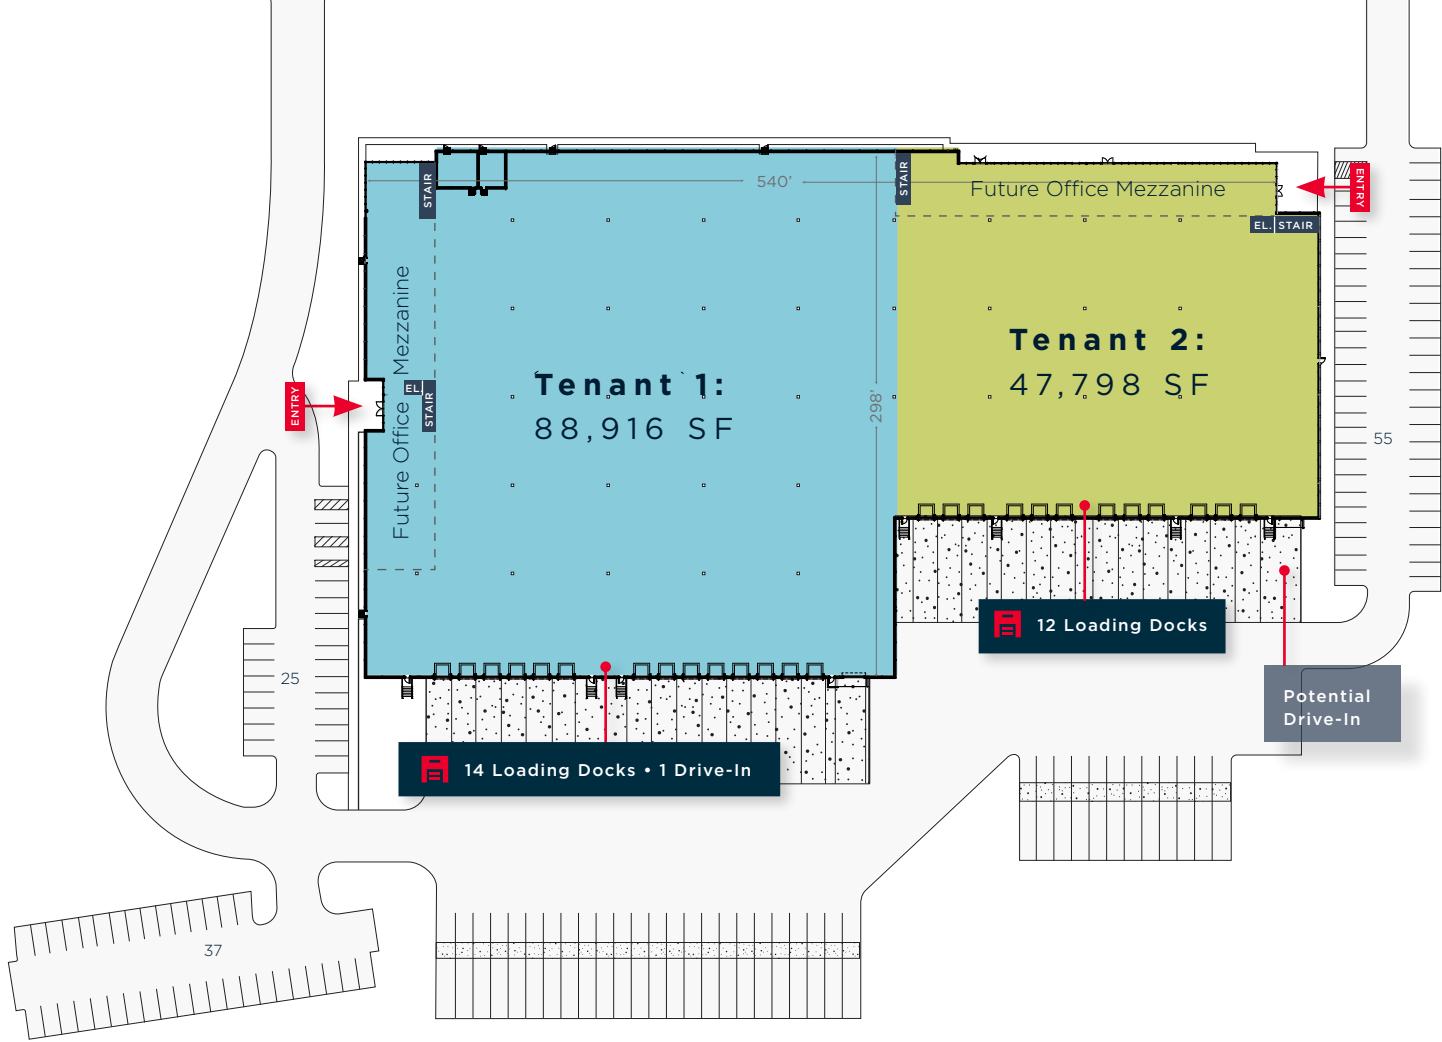 STAIR
540'
STAIR
Future Office Mezzanine
ENTRY
EL. STAIR
Future Office Mezzanine
Tenant 2:
47,798 SF
Tenant 1:
88,916 SF
EL.
STAIR
ENTRY
298'
55
12 Loading Docks
25
Potential
Drive-In
14 Loading Docks • 1 Drive-In
37